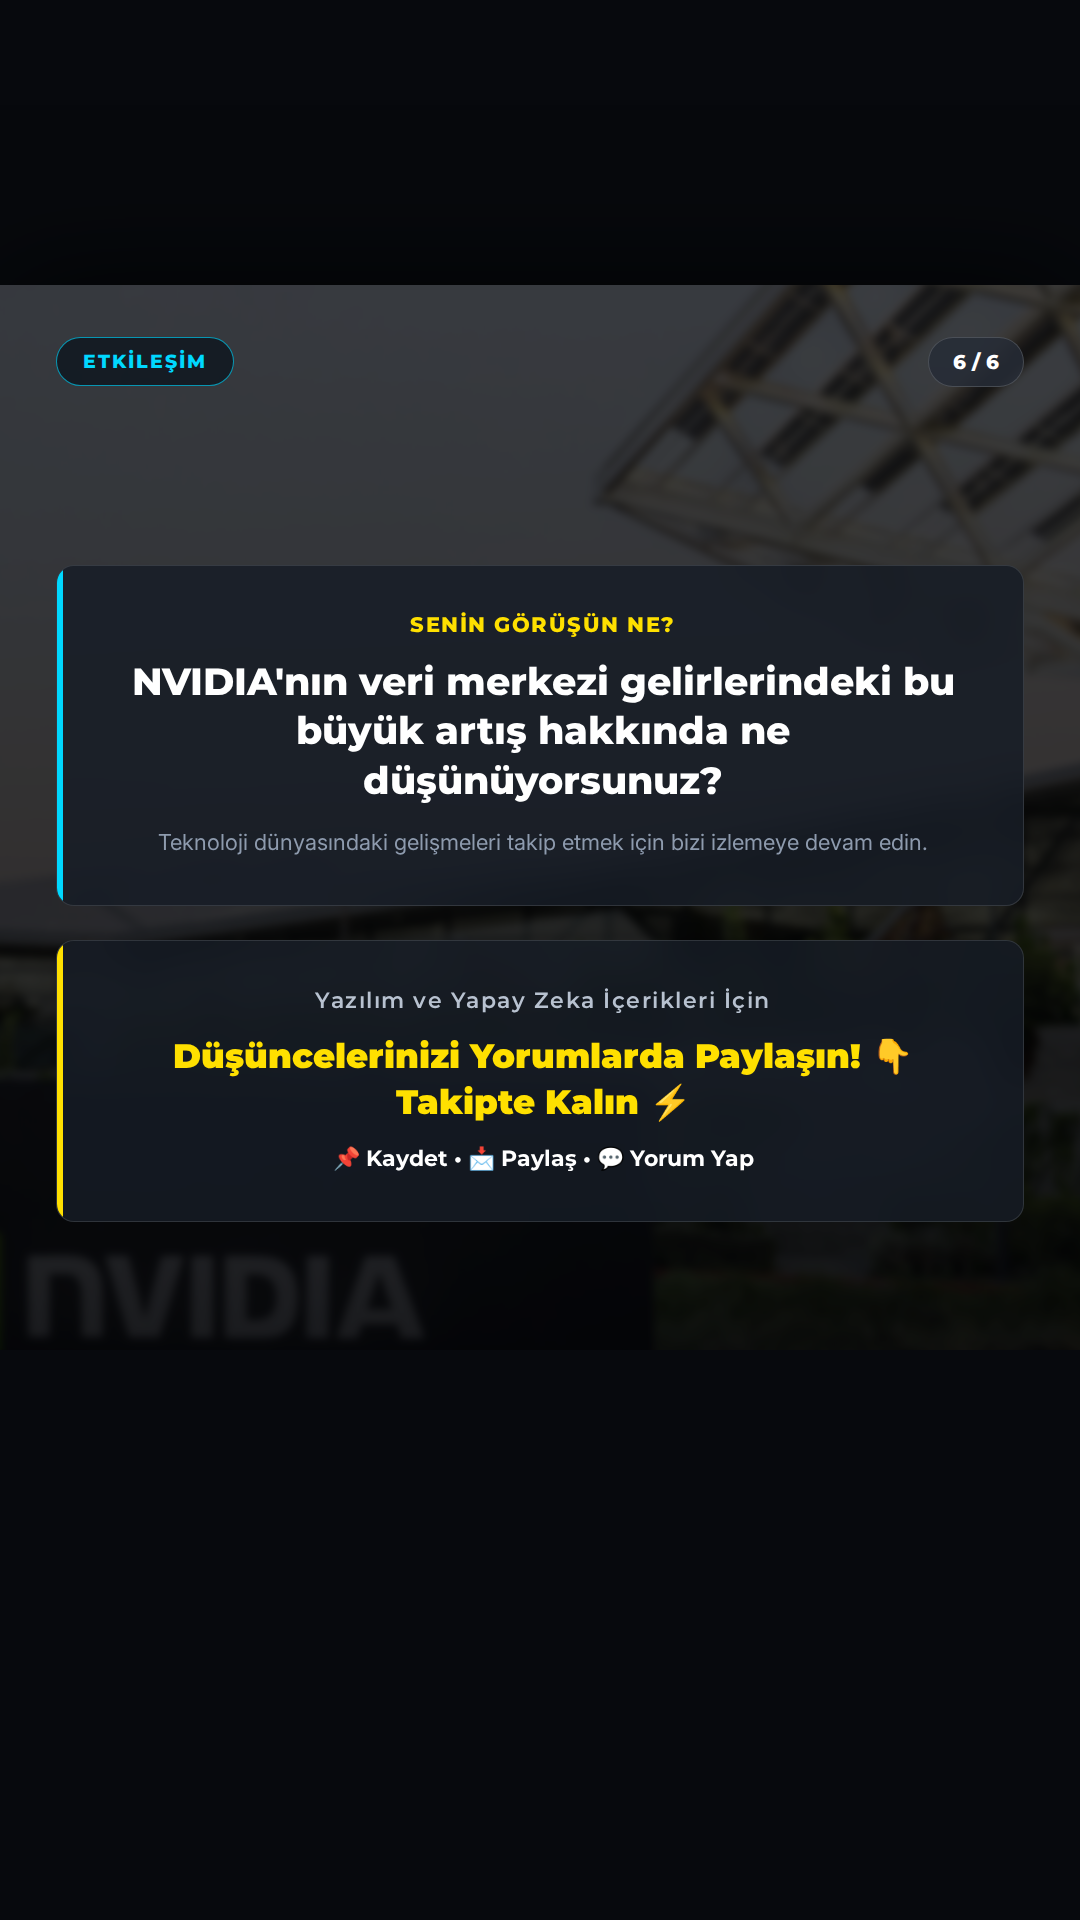 ETKİLEŞİM
6 / 6
SENİN GÖRÜŞÜN NE?
NVIDIA'nın veri merkezi gelirlerindeki bu
büyük artış hakkında ne
düşünüyorsunuz?
Teknoloji dünyasındaki gelişmeleri takip etmek için bizi izlemeye devam edin.
Yazılım ve Yapay Zeka İçerikleri İçin
Düşüncelerinizi Yorumlarda Paylaşın! 👇
Takipte Kalın ⚡
📌 Kaydet • 📩 Paylaş • 💬 Yorum Yap
NVIDIA